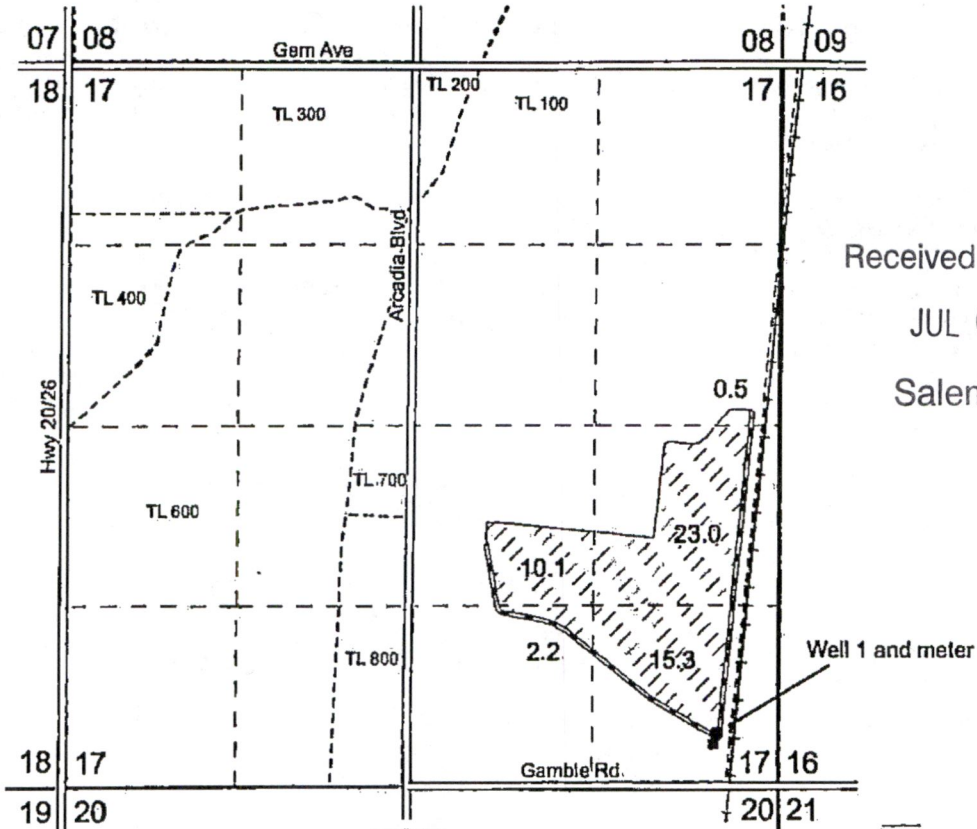 07 08
Gem Ave
08 09
18 17
17 16
TL 200
TL 100
TL 300
Arcadia Blvd
Received
JUL
TL 400
Salem
0.5
Hwy 20/26
TL 700
TL 600
23.0
10.1
2.2
15.3
TL 800
Well 1 and meter
18 17
Gamble Rd.
17 16
19 20
20 21